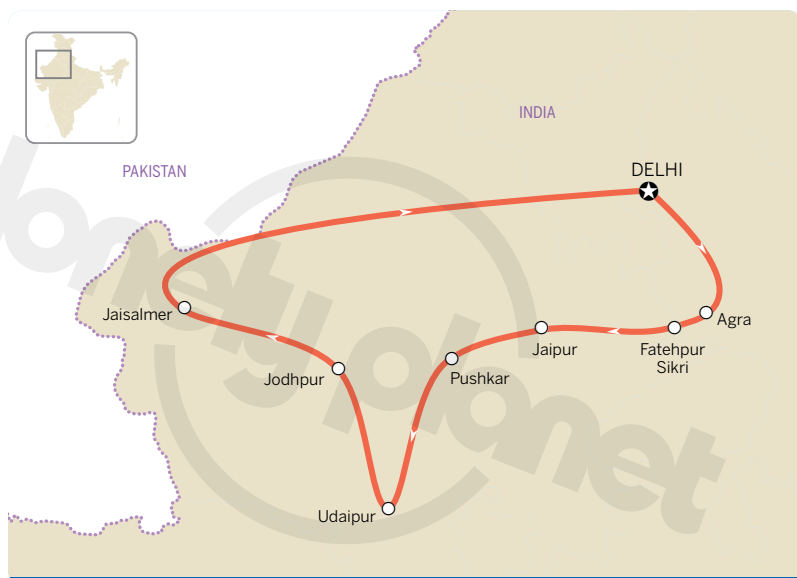 INDIA
PAKISTAN
DELHI
Jaisalmer
Agra
Jaipur
Fatehpur
Sikri
Jodhpur
Pushkar
Udaipur
lonely planet